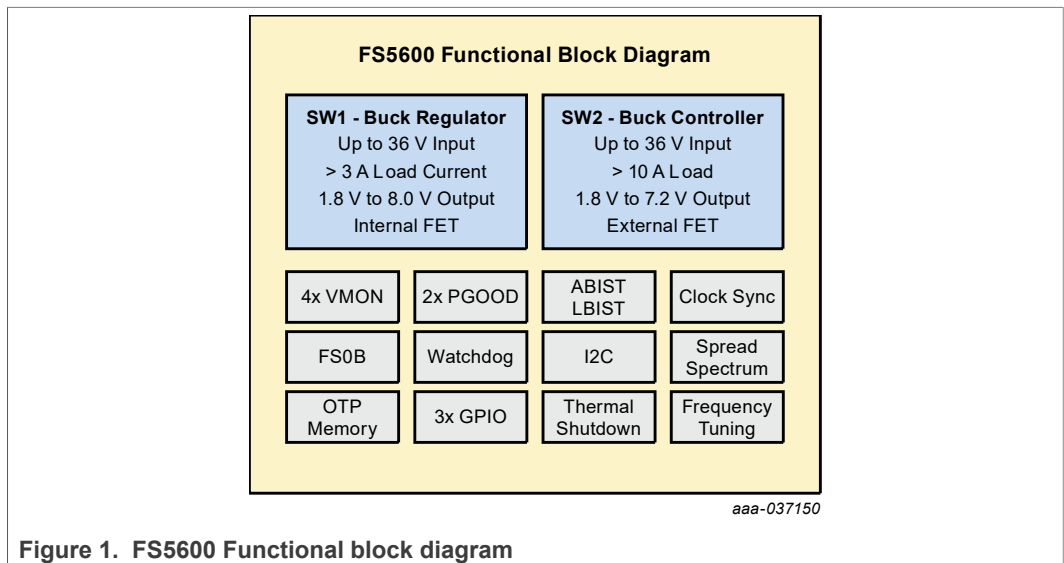 FS5600 Functional Block Diagram
SW1 - Buck Regulator
Up to 36 V Input
> 3 A Load Current
1.8 V to 8.0 V Output
Internal FET
SW2 - Buck Controller
Up to 36 V Input
> 10 A Load
1.8 V to 7.2 V Output
External FET
4x VMON
2x PGOOD
ABIST
LBIST
Clock Sync
FS0B
Watchdog
I2C
Spread
Spectrum
OTP
Memory
3x GPIO
Thermal
Shutdown
Frequency
Tuning
aaa-037150
Figure 1. FS5600 Functional block diagram